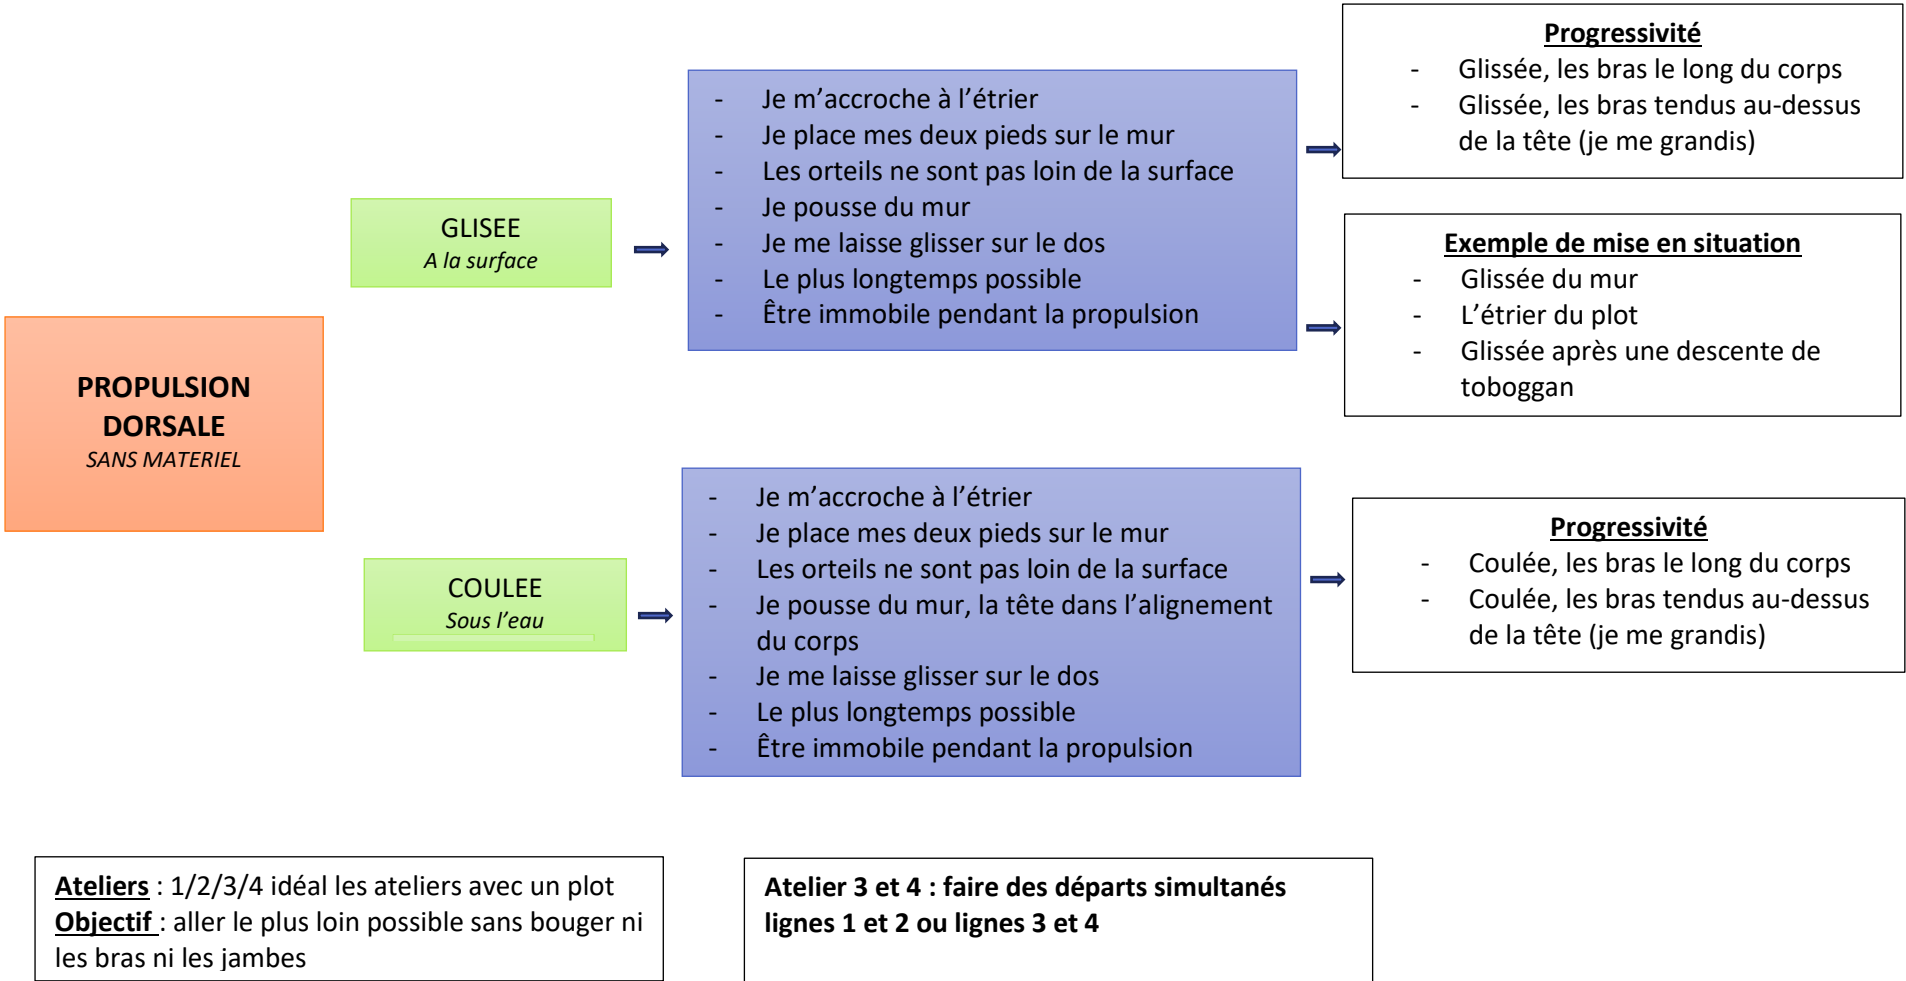 PROPULSION
DORSALE
SANS MATERIEL
GLISEE
A la surface
- Je m’accroche à l’étrier
- Je place mes deux pieds sur le mur
- Les orteils ne sont pas loin de la surface
- Je pousse du mur
- Je me laisse glisser sur le dos
- Le plus longtemps possible
- Être immobile pendant la propulsion
Progressivité
- Glissée, les bras le long du corps
- Glissée, les bras tendus au-dessus
de la tête (je me grandis)
Exemple de mise en situation
- Glissée du mur
- L’étrier du plot
- Glissée après une descente de
toboggan
COULEE
Sous l’eau
- Je m’accroche à l’étrier
- Je place mes deux pieds sur le mur
- Les orteils ne sont pas loin de la surface
- Je pousse du mur, la tête dans l’alignement
du corps
- Je me laisse glisser sur le dos
- Le plus longtemps possible
- Être immobile pendant la propulsion
Progressivité
- Coulée, les bras le long du corps
- Coulée, les bras tendus au-dessus
de la tête (je me grandis)
Ateliers : 1/2/3/4 idéal les ateliers avec un plot
Objectif : aller le plus loin possible sans bouger ni
les bras ni les jambes
Atelier 3 et 4 : faire des départs simultanés
lignes 1 et 2 ou lignes 3 et 4